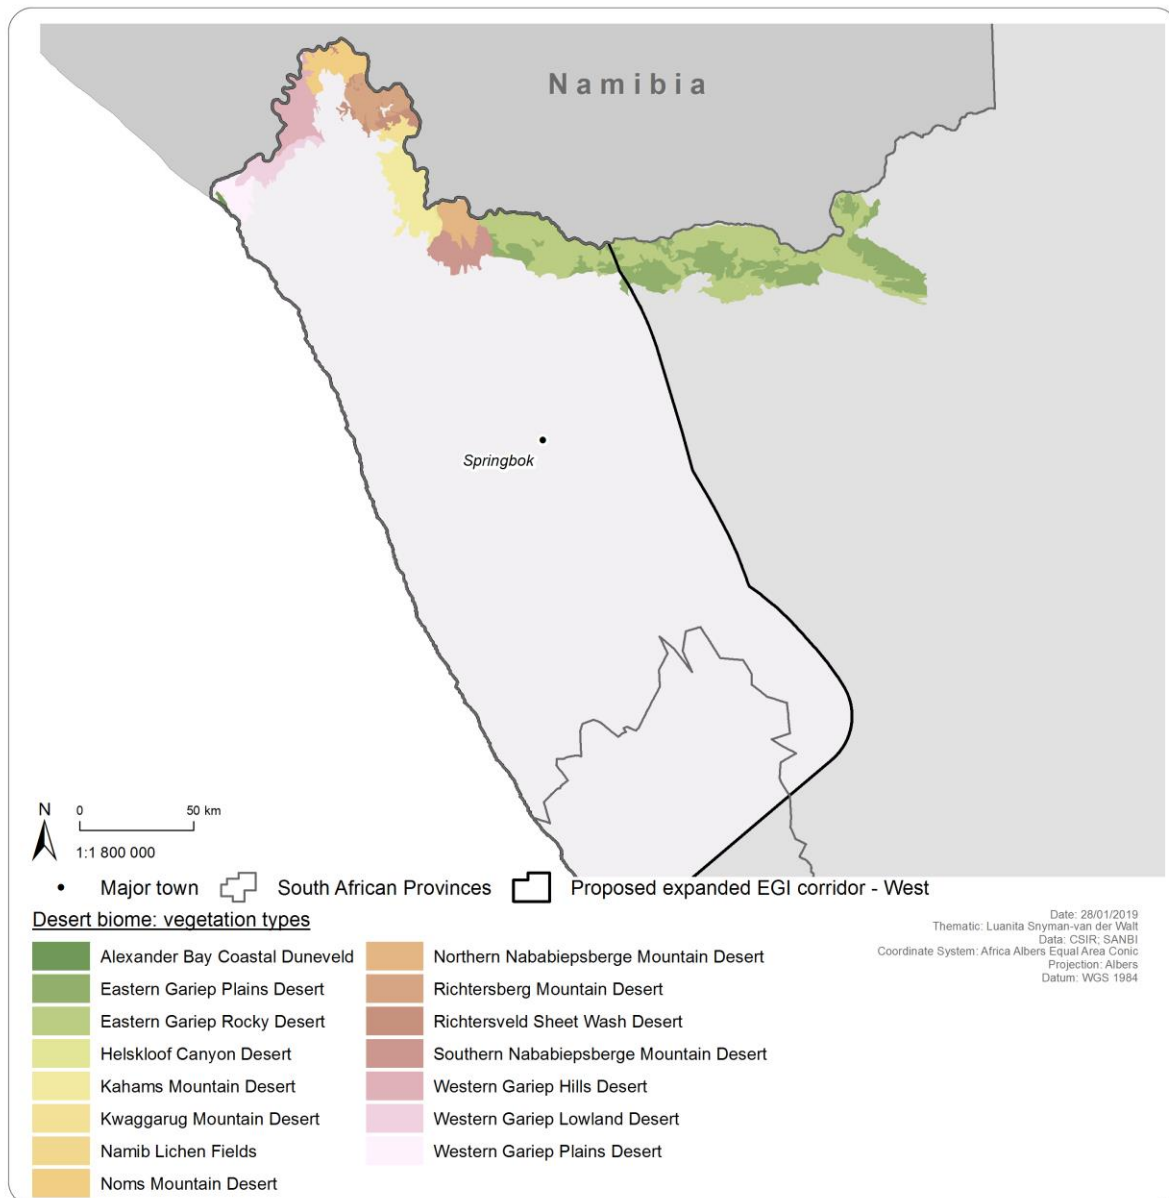 Namibia
Springbok
N
0 50 km
1:1 800 000
Major town South African Provinces Proposed expanded EGI corridor - West
Desert biome: vegetation types
Date: 28/01/2019
Thematic: Luanita Snyman-van der Walt
Data: CSIR; SANBI
Coordinate System: Africa Albers Equal Area Conic
Projection: Albers
Datum: WGS 1984
Alexander Bay Coastal Duneveld
Eastern Gariep Plains Desert
Eastern Gariep Rocky Desert
Helskloof Canyon Desert
Kahams Mountain Desert
Kwaggarug Mountain Desert
Namib Lichen Fields
Noms Mountain Desert
Northern Nababiepsberge Mountain Desert
Richtersberg Mountain Desert
Richtersveld Sheet Wash Desert
Southern Nababiepsberge Mountain Desert
Western Gariep Hills Desert
Western Gariep Lowland Desert
Western Gariep Plains Desert